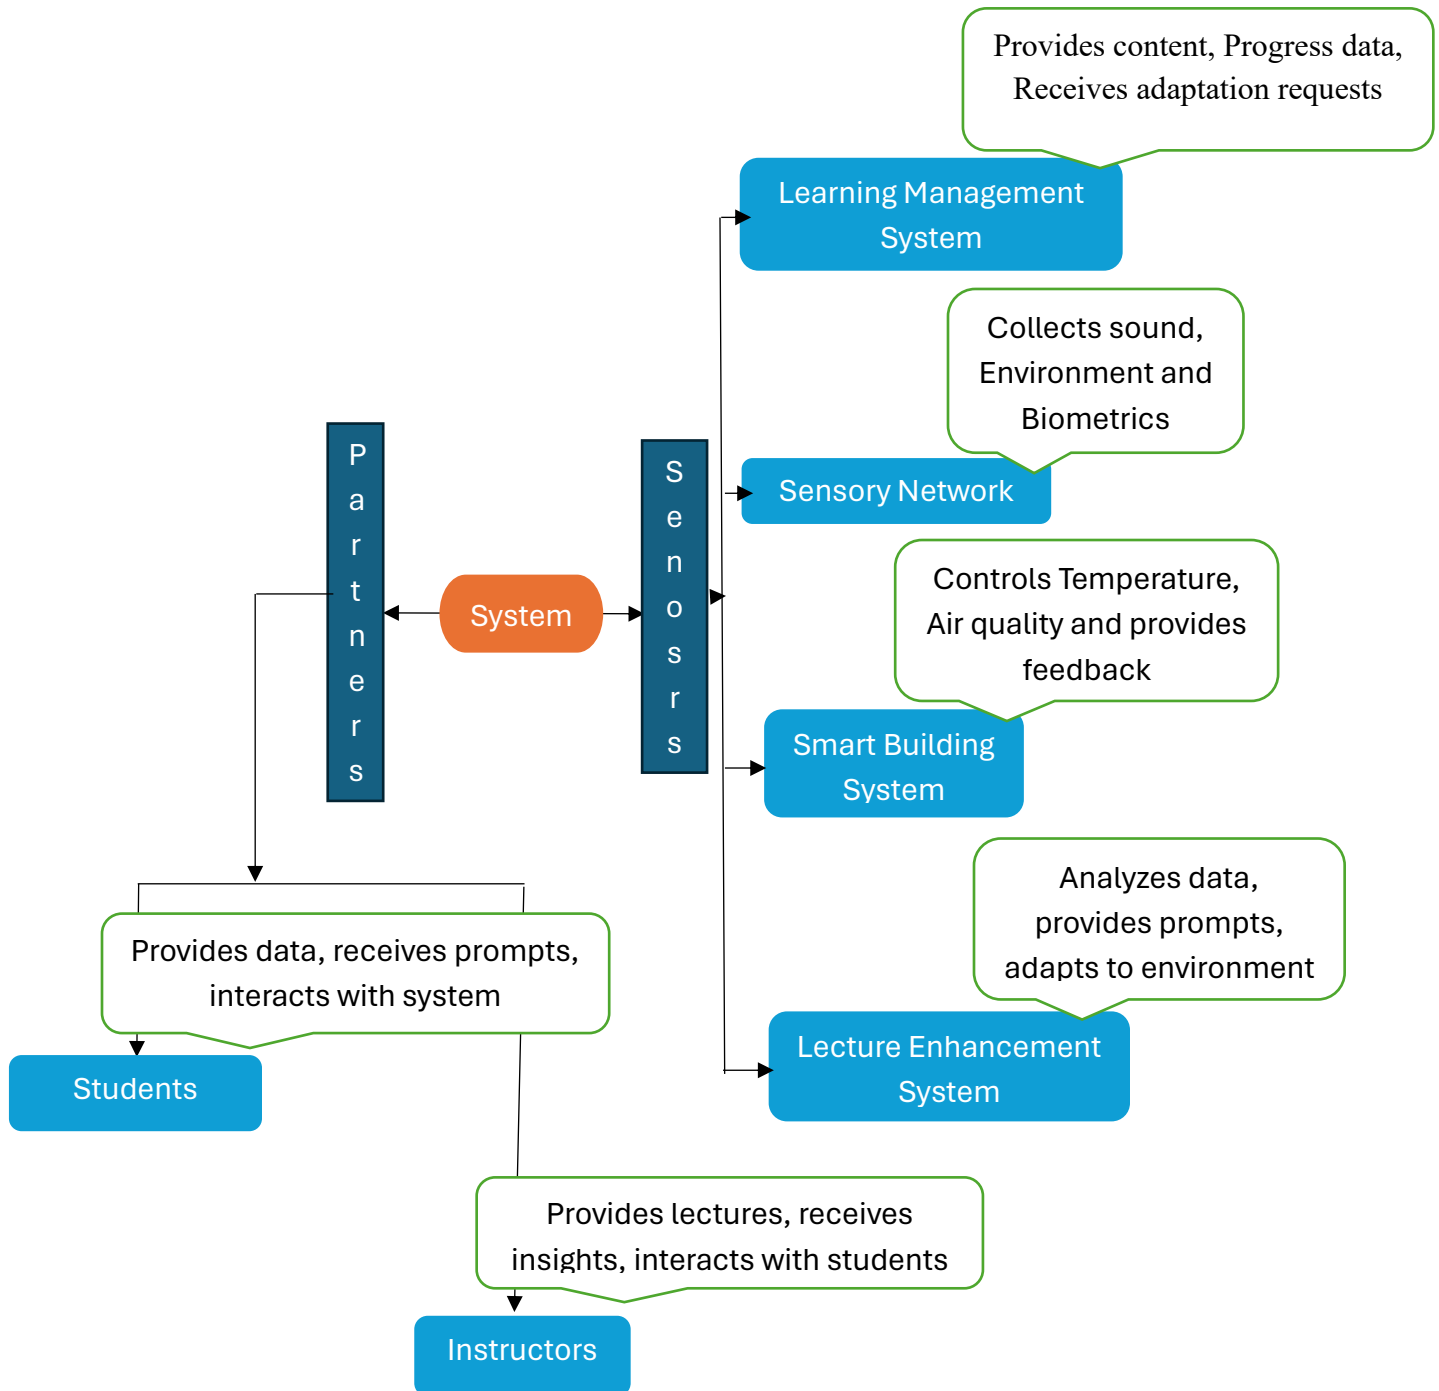 Provides content, Progress data,
Receives adaptation requests
Learning Management
System
Collects sound,
Environment and
Biometrics
Sensory Network
Controls Temperature,
Air quality and provides
feedback
Smart Building
System
Analyzes data,
provides prompts,
adapts to environment
Lecture Enhancement
System
P
a
r
t
n
e
r
s
System
S
e
n
o
s
r
s
Provides data, receives prompts,
interacts with system
Students
Provides lectures, receives
insights, interacts with students
Instructors